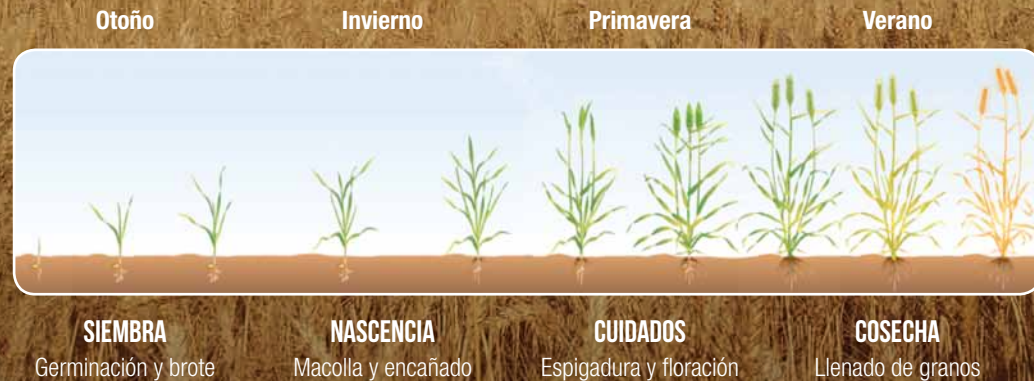 Otoño Invierno Primavera Verano
SIEMBRA NASCENCIA CUIDADOS COSECHA
Germinación y brote Macolla y encañado Espigadura y floración Llenado de granos